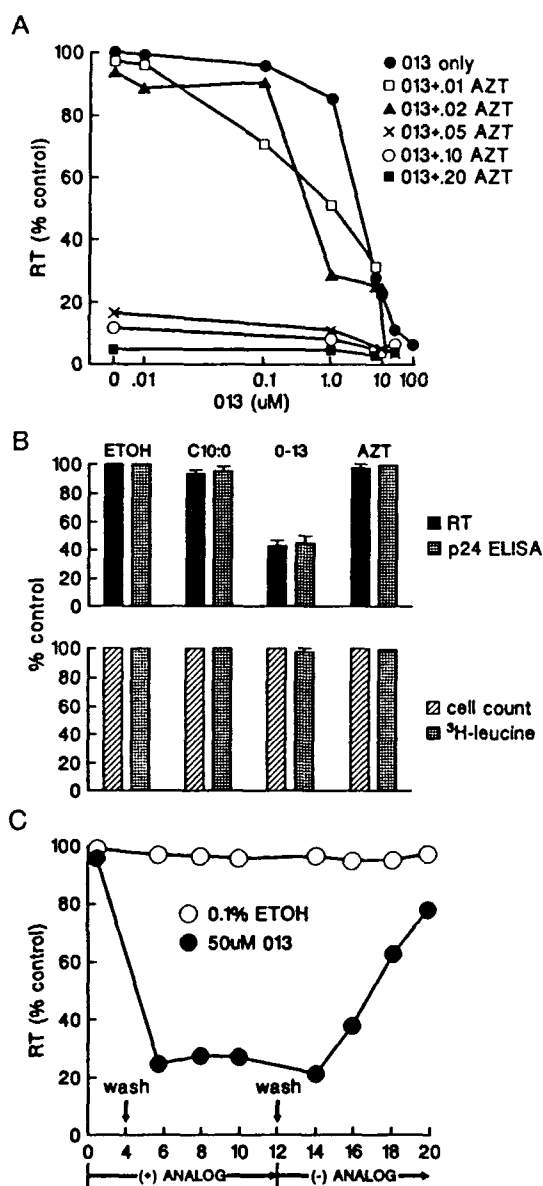 A
100
80
60
40
20
0
RT (% control)
0 .01 0.1 1.0 10 100
013 (uM)
013 only
013+.01 AZT
013+.02 AZT
013+.05 AZT
013+.10 AZT
013+.20 AZT
B
ETOH C10:0 0-13 AZT
100
80
60
40
20
0
RT
p24 ELISA
% control
100
80
60
40
20
0
cell count
³H-leucine
C
100
80
60
40
20
0
RT (% control)
0.1% ETOH
50uM 013
wash wash
0 4 6 8 10 12 14 16 18 20
(+) ANALOG (-) ANALOG